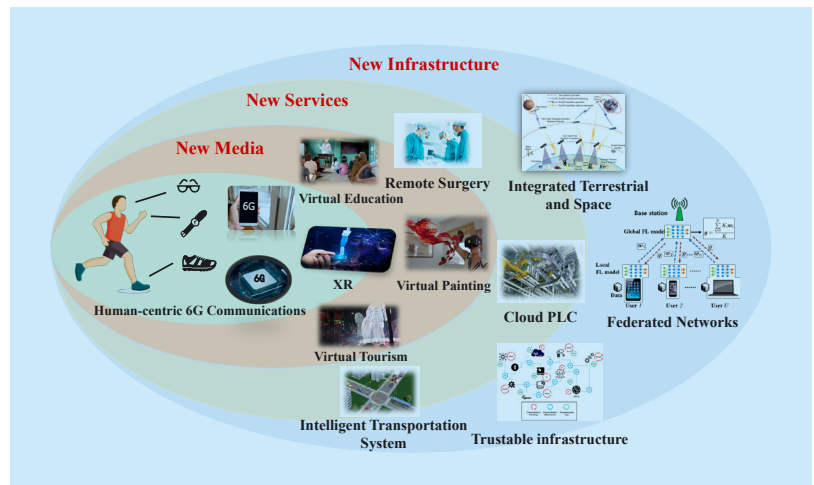 New Infrastructure
New Services
New Media
Virtual Education
Remote Surgery
Integrated Terrestrial
and Space
6G
6G
Human-centric 6G Communications
XR
Virtual Painting
Virtual Tourism
Cloud PLC
Base station
Global FL model
Local
FL model
Data
User 1
User 2
User U
Federated Networks
Intelligent Transportation
System
Trustable infrastructure